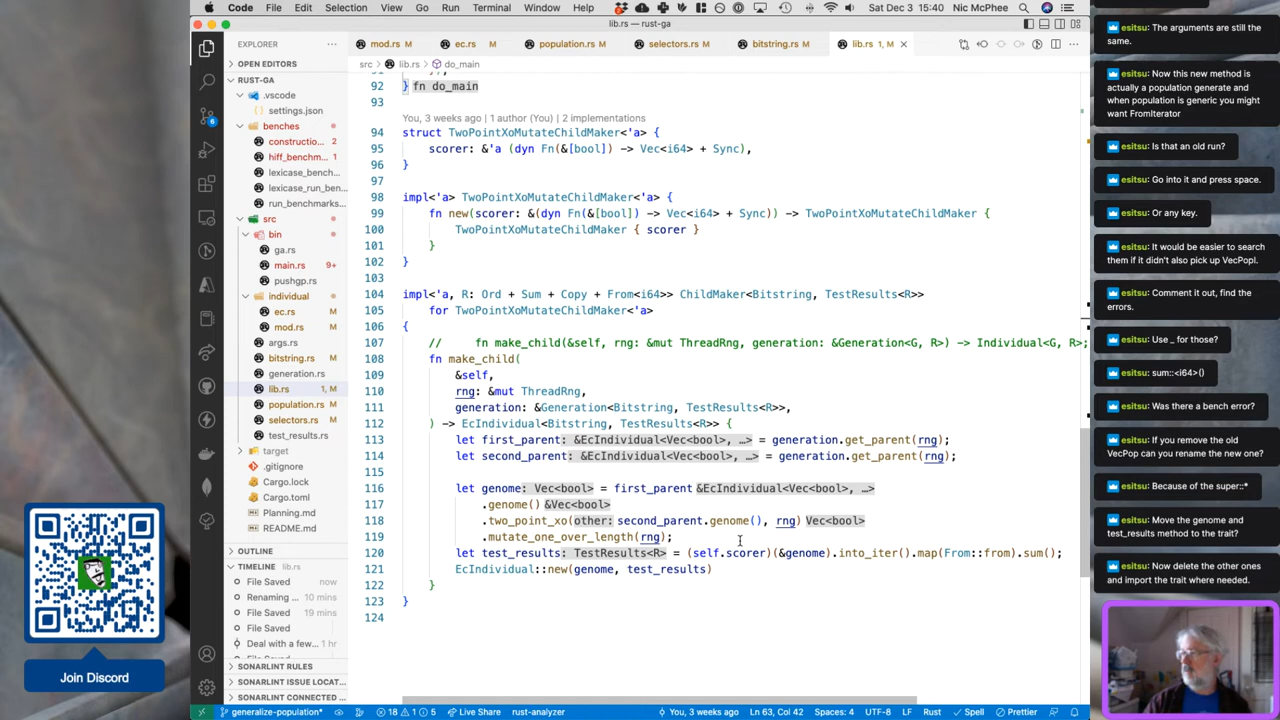 Code File Edit Selection View Go Run Terminal Window Help Sat Dec 3 15:40 Nic McPhee
lib.rs — rust-ga
EXPLORER
OPEN EDITORS
RUST-GA
.vscode
settings.json
benches
constructio... 2
hiff_benchm... 1
lexicase_bench...
lexicase_run_ben...
run_benchmarks...
src
bin
ga.rs
main.rs 9+
pushgp.rs
individual
ec.rs M
mod.rs M
args.rs
bitstring.rs M
generation.rs
lib.rs 1, M
population.rs M
selectors.rs M
test_results.rs
target
.gitignore
Cargo.lock
Cargo.toml
Planning.md
README.md
OUTLINE
TIMELINE lib.rs
File Saved now
Renaming ... 10 mins
File Saved 19 mins
File Saved
Deal with a few... 1 hr
SONARLINT RULES
SONARLINT ISSUE LOCAT...
SONARLINT CONNECTED ...
mod.rs M ec.rs M population.rs M selectors.rs M bitstring.rs M lib.rs 1, M
src > lib.rs > do_main
92 } fn do_main
93
You, 3 weeks ago | 1 author (You) | 2 implementations
94 struct TwoPointXoMutateChildMaker<'a> {
95 scorer: &'a (dyn Fn(&[bool]) -> Vec<i64> + Sync),
96 }
97
98 impl<'a> TwoPointXoMutateChildMaker<'a> {
99 fn new(scorer: &(dyn Fn(&[bool]) -> Vec<i64> + Sync)) -> TwoPointXoMutateChildMaker {
100 TwoPointXoMutateChildMaker { scorer }
101 }
102 }
103
104 impl<'a, R: Ord + Sum + Copy + From<i64>> ChildMaker<Bitstring, TestResults<R>>
105 for TwoPointXoMutateChildMaker<'a>
106 {
107 // fn make_child(&self, rng: &mut ThreadRng, generation: &Generation<G, R>) -> Individual<G, R>;
108 fn make_child(
109 &self,
110 rng: &mut ThreadRng,
111 generation: &Generation<Bitstring, TestResults<R>>,
112 ) -> EcIndividual<Bitstring, TestResults<R>> {
113 let first_parent: &EcIndividual<Vec<bool>, …> = generation.get_parent(rng);
114 let second_parent: &EcIndividual<Vec<bool>, …> = generation.get_parent(rng);
115
116 let genome: Vec<bool> = first_parent &EcIndividual<Vec<bool>, …>
117 .genome() &Vec<bool>
118 .two_point_xo(other: second_parent.genome(), rng) Vec<bool>
119 .mutate_one_over_length(rng);
120 let test_results: TestResults<R> = (self.scorer)(&genome).into_iter().map(From::from).sum();
121 EcIndividual::new(genome, test_results)
122 }
123 }
124
generalize-population* 18 1 5 Live Share rust-analyzer You, 3 weeks ago Ln 63, Col 42 Spaces: 4 UTF-8 LF Rust Spell Prettier
Join Discord
esitsu: The arguments are still the
same.
esitsu: Now this new method is
actually a population generate and
when population is generic you might
want FromIterator
esitsu: Is that an old run?
esitsu: Go into it and press space.
esitsu: Or any key.
esitsu: It would be easier to search
them if it didn't also pick up VecPop!.
esitsu: Comment it out, find the
errors.
esitsu: Use _ for those?
esitsu: sum::<i64>()
esitsu: Was there a bench error?
esitsu: If you remove the old
VecPop can you rename the new one?
esitsu: Because of the super::*
esitsu: Move the genome and
test_results method to the trait?
esitsu: Now delete the other ones
and import the trait where needed.